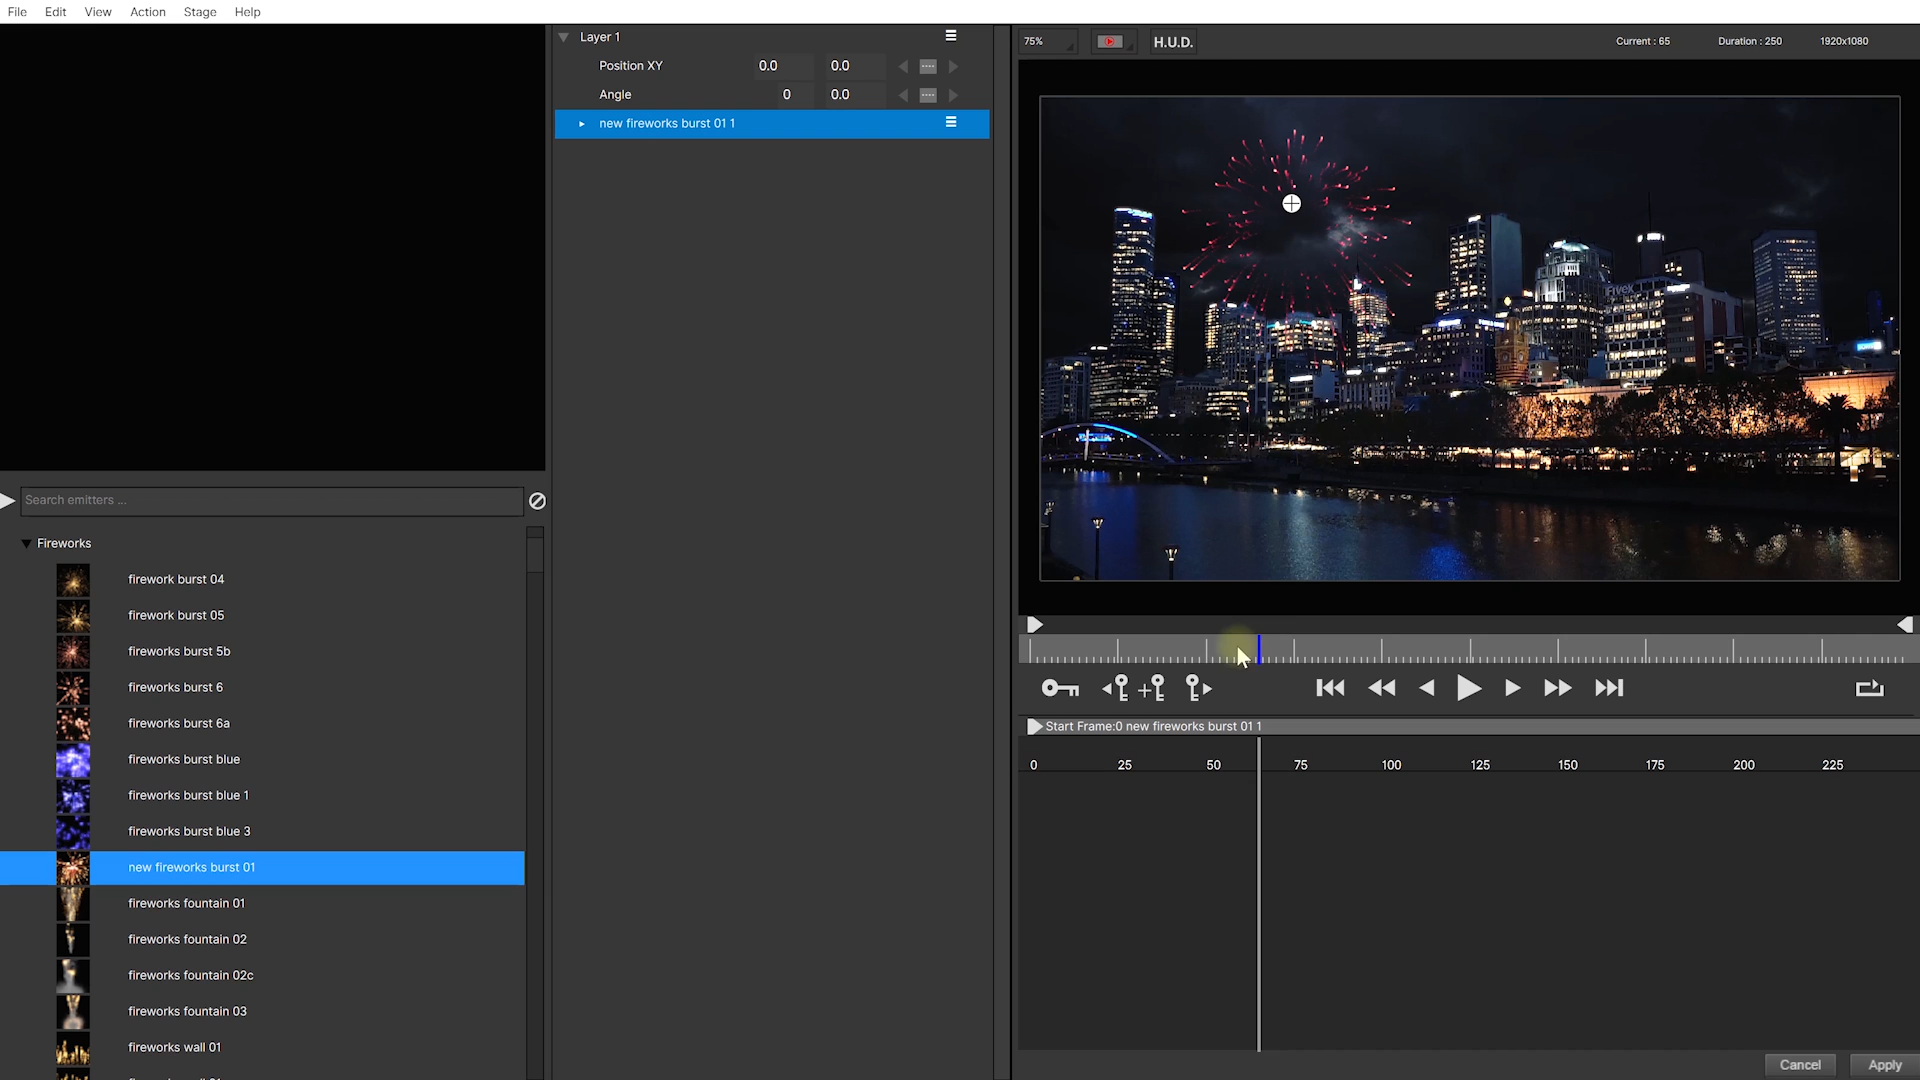 File Edit View Action Stage Help
Layer 1
Position XY 0.0 0.0
Angle 0 0.0
new fireworks burst 01 1
75% H.U.D. Current : 65 Duration : 250 1920x1080
Fivex
Search emitters ...
Fireworks
firework burst 04
firework burst 05
fireworks burst 5b
fireworks burst 6
fireworks burst 6a
fireworks burst blue
fireworks burst blue 1
fireworks burst blue 3
new fireworks burst 01
fireworks fountain 01
fireworks fountain 02
fireworks fountain 02c
fireworks fountain 03
fireworks wall 01
Start Frame:0 new fireworks burst 01 1
0 25 50 75 100 125 150 175 200 225
Cancel Apply